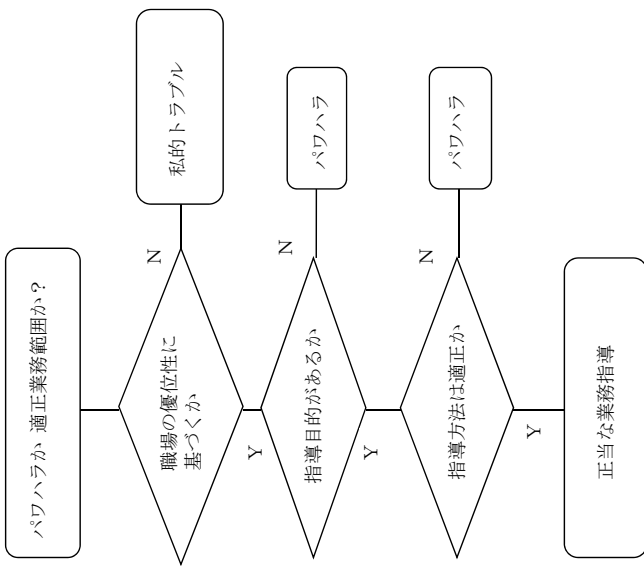 パワハラか 適正業務範囲か？
職場の優位性に
基づくか
N
私的トラブル
Y
指導目的があるか
N
パワハラ
Y
指導方法は適正か
N
パワハラ
Y
正当な業務指導